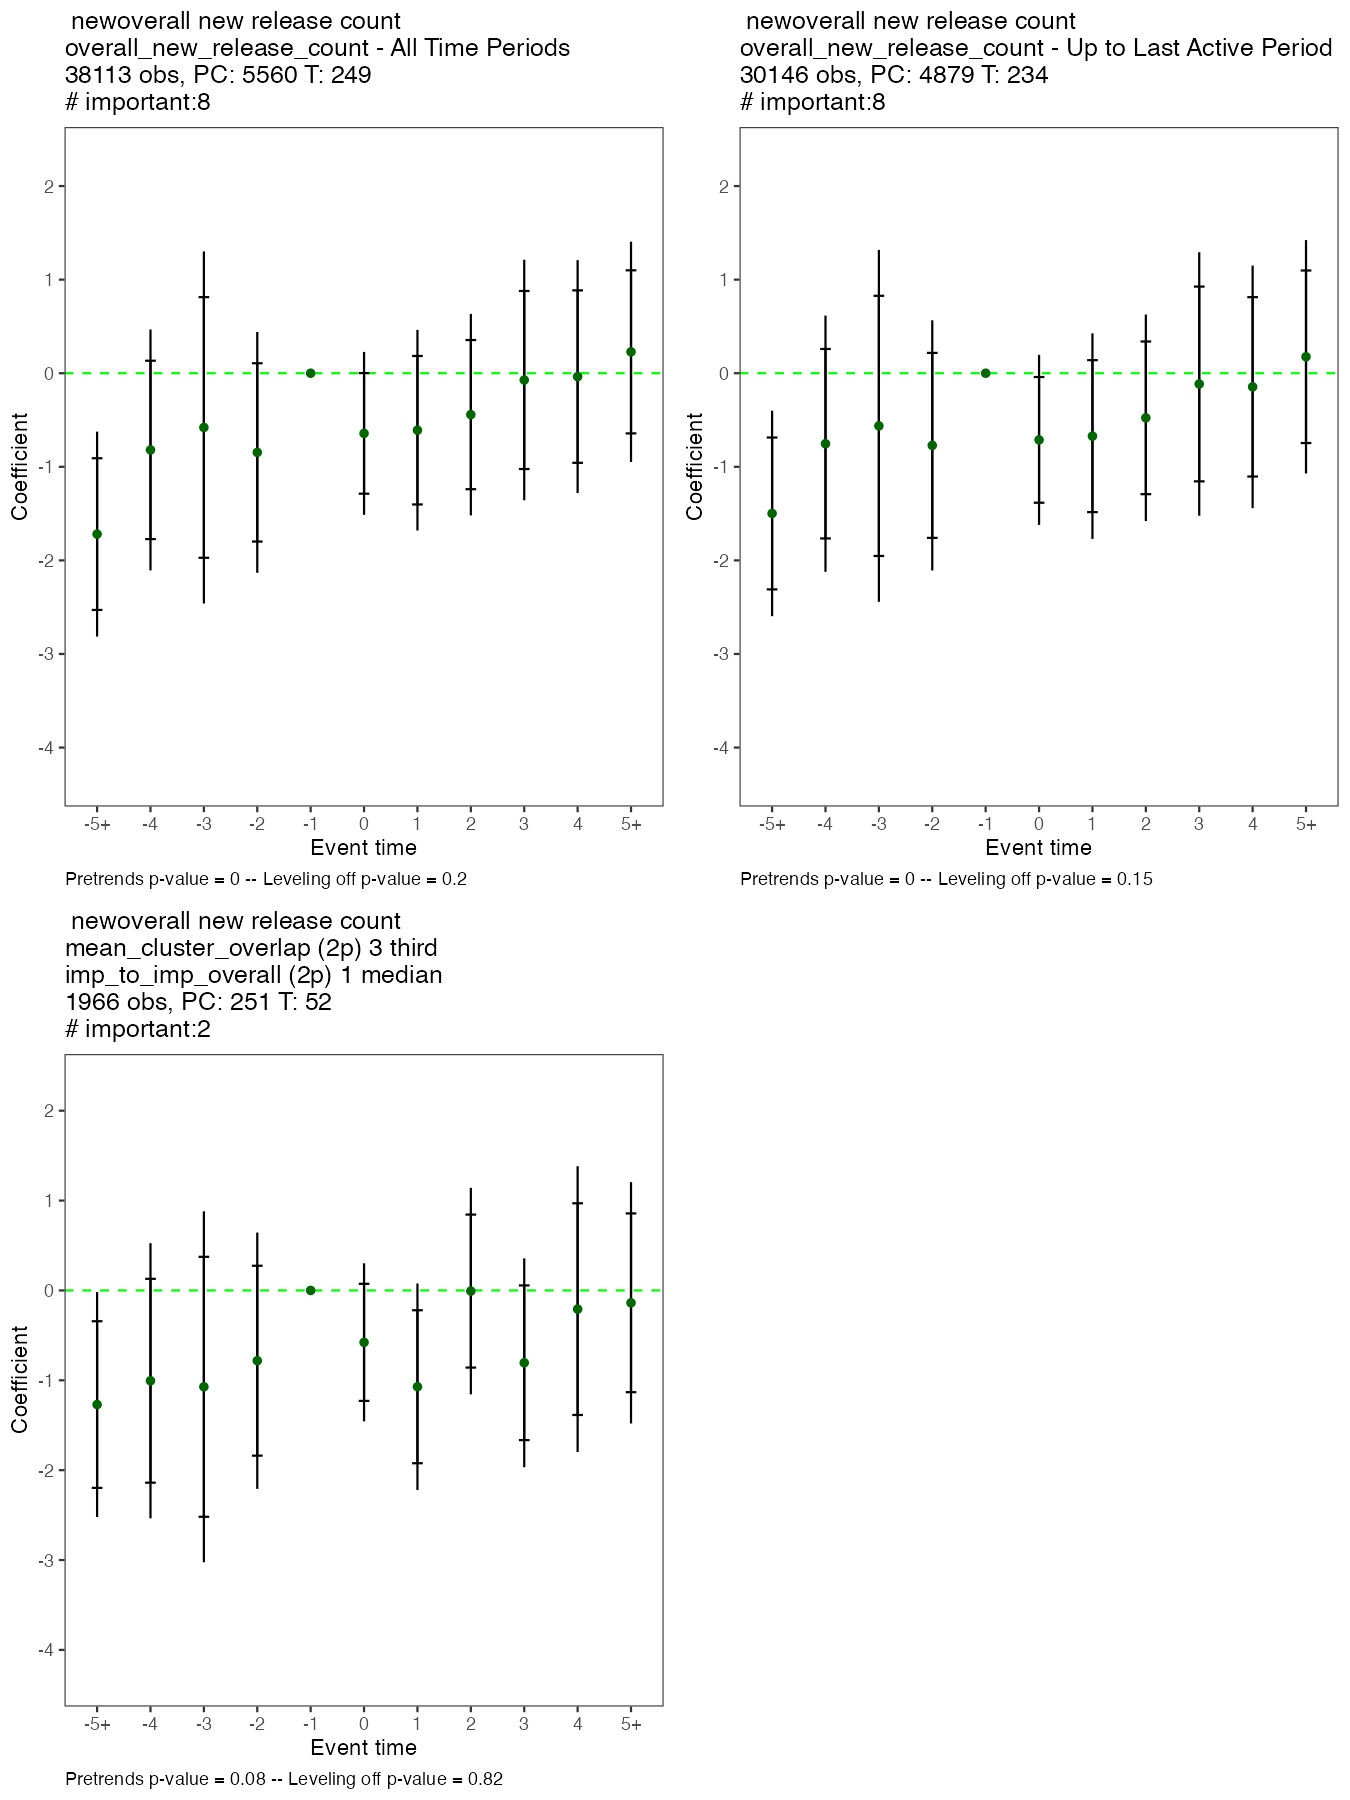 newoverall new release count
overall_new_release_count - All Time Periods
38113 obs, PC: 5560 T: 249
# important:8
2
1
0
-1
-2
-3
-4
Coefficient
-5+ -4 -3 -2 -1 0 1 2 3 4 5+
Event time
Pretrends p-value = 0 -- Leveling off p-value = 0.2
newoverall new release count
overall_new_release_count - Up to Last Active Period
30146 obs, PC: 4879 T: 234
# important:8
2
1
0
-1
-2
-3
-4
Coefficient
-5+ -4 -3 -2 -1 0 1 2 3 4 5+
Event time
Pretrends p-value = 0 -- Leveling off p-value = 0.15
newoverall new release count
mean_cluster_overlap (2p) 3 third
imp_to_imp_overall (2p) 1 median
1966 obs, PC: 251 T: 52
# important:2
2
1
0
-1
-2
-3
-4
Coefficient
-5+ -4 -3 -2 -1 0 1 2 3 4 5+
Event time
Pretrends p-value = 0.08 -- Leveling off p-value = 0.82